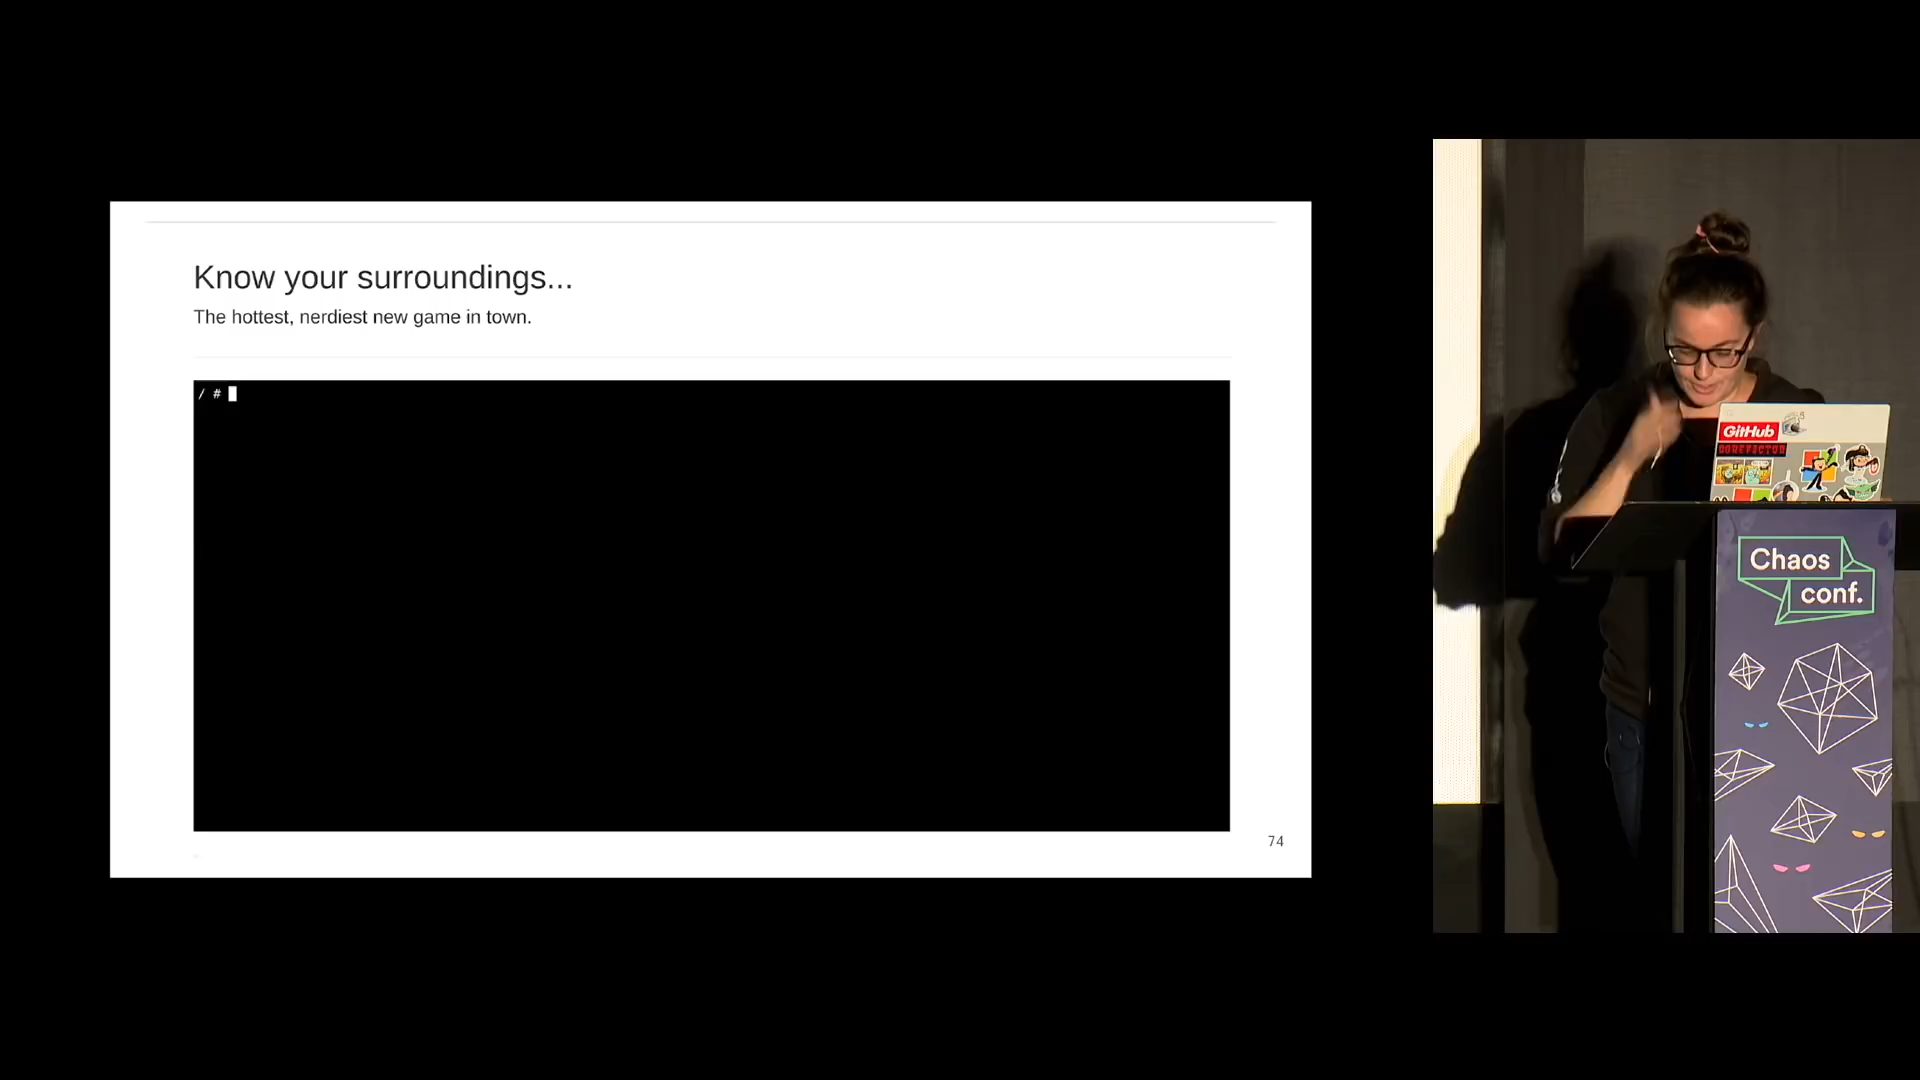 Know your surroundings...
The hottest, nerdiest new game in town.
/ #
74
GitHub
Chaos
conf.